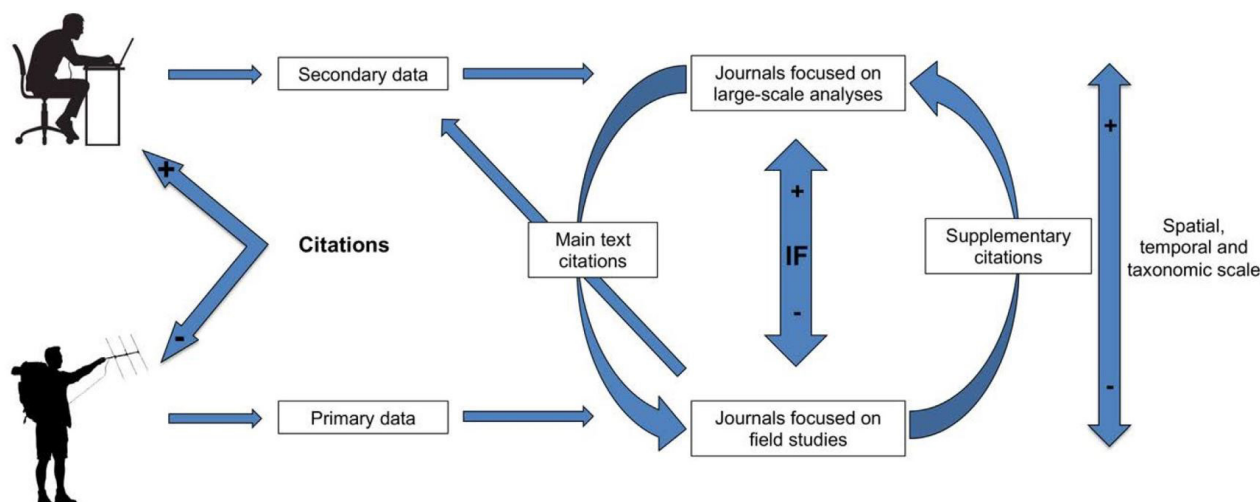 Secondary data
Journals focused on
large-scale analyses
+
+
+
Citations
Main text
citations
IF
Supplementary
citations
Spatial,
temporal and
taxonomic scale
-
-
-
Primary data
Journals focused on
field studies